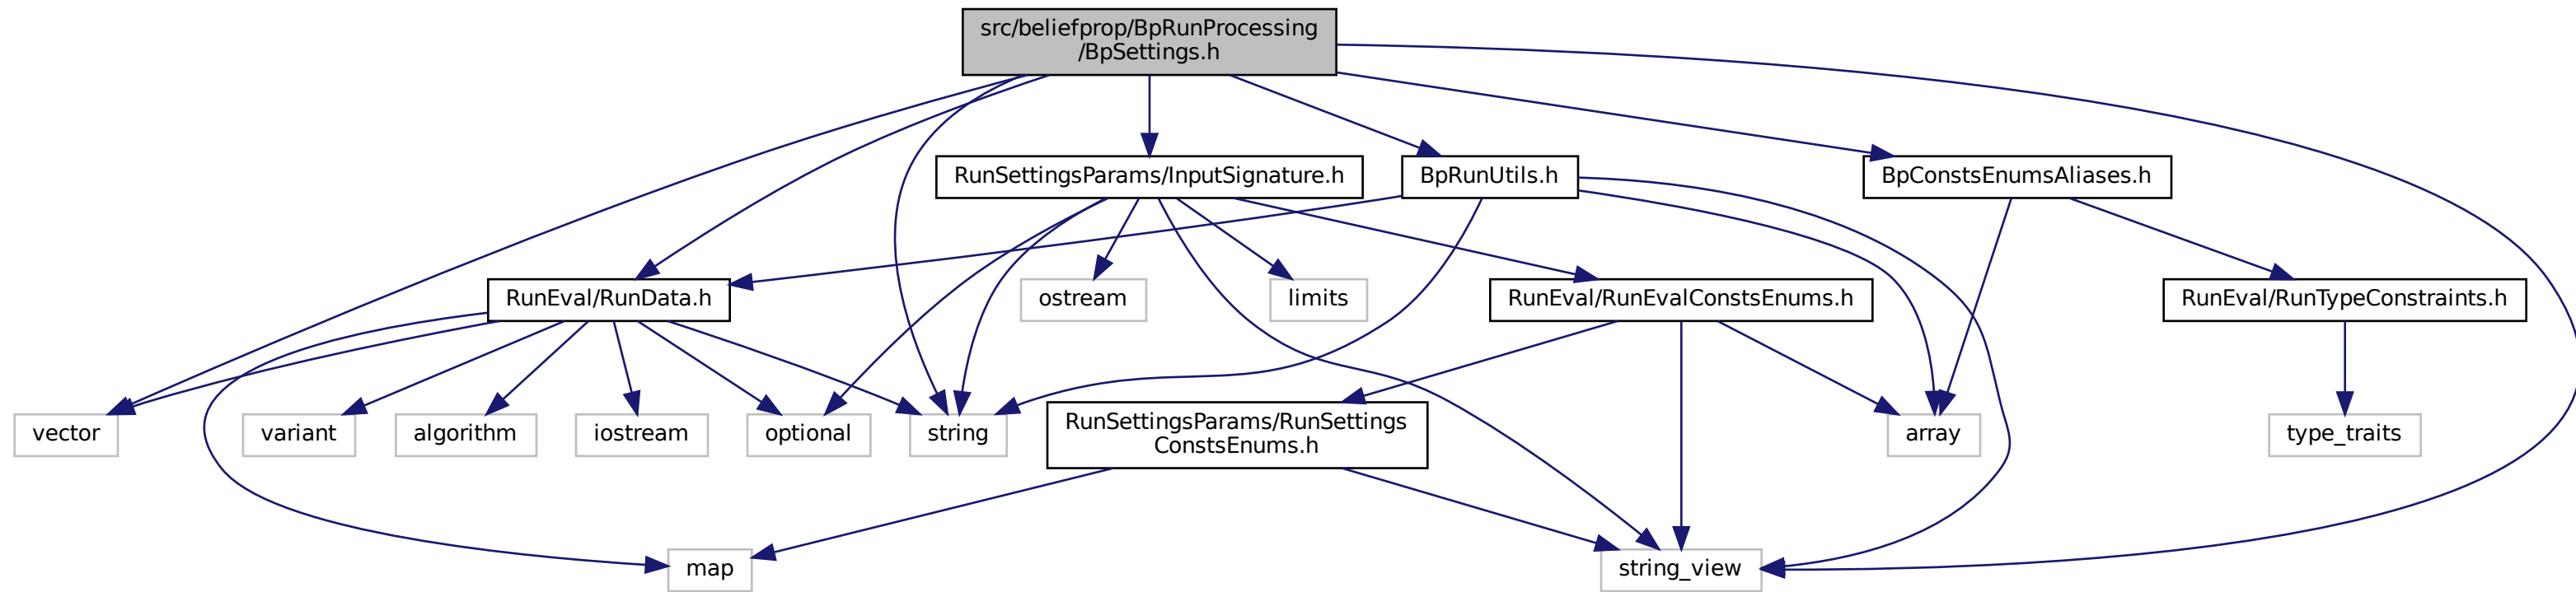 src/beliefprop/BpRunProcessing
/BpSettings.h
RunSettingsParams/InputSignature.h
BpRunUtils.h
BpConstsEnumsAliases.h
RunEval/RunData.h
ostream
limits
RunEval/RunEvalConstsEnums.h
RunEval/RunTypeConstraints.h
vector
variant
algorithm
iostream
optional
string
RunSettingsParams/RunSettings
ConstsEnums.h
array
type_traits
map
string_view